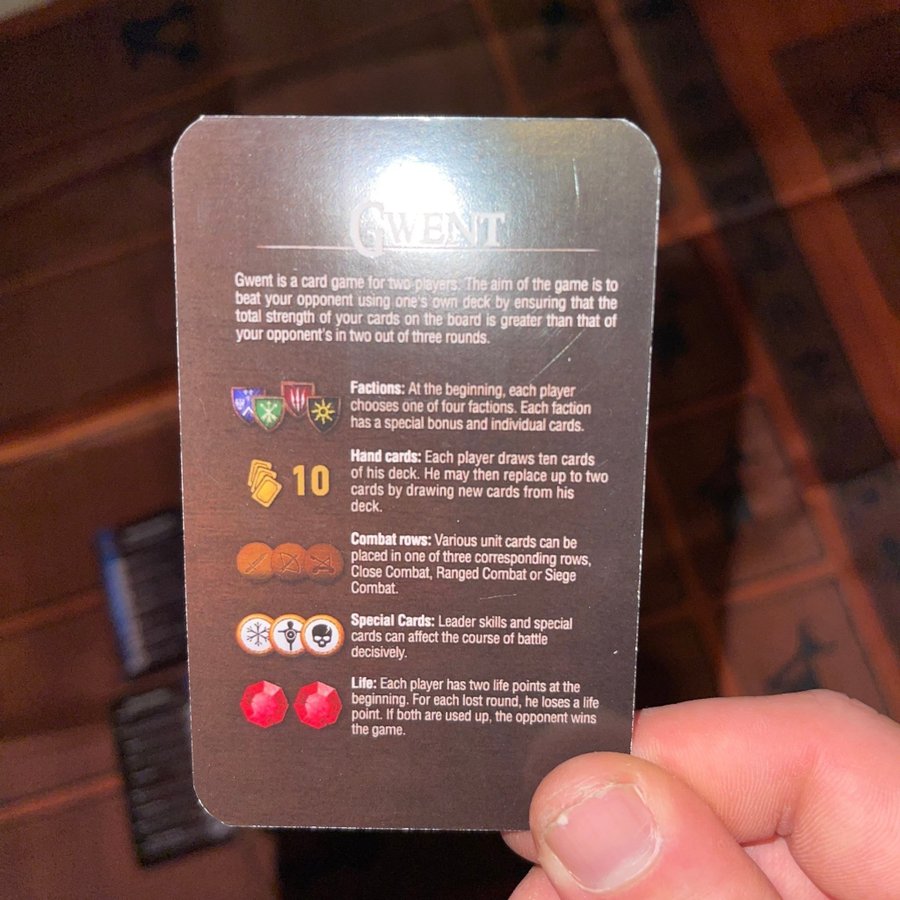 GWENT
Gwent is a card game for two players. The aim of the game is to
beat your opponent using one's own deck by ensuring that the
total strength of your cards on the board is greater than that of
your opponent's in two out of three rounds.
Factions: At the beginning, each player
chooses one of four factions. Each faction
has a special bonus and individual cards.
10
Hand cards: Each player draws ten cards
of his deck. He may then replace up to two
cards by drawing new cards from his
deck.
Combat rows: Various unit cards can be
placed in one of three corresponding rows,
Close Combat, Ranged Combat or Siege
Combat.
Special Cards: Leader skills and special
cards can affect the course of battle
decisively.
Life: Each player has two life points at the
beginning. For each lost round, he loses a life
point. If both are used up, the opponent wins
the game.